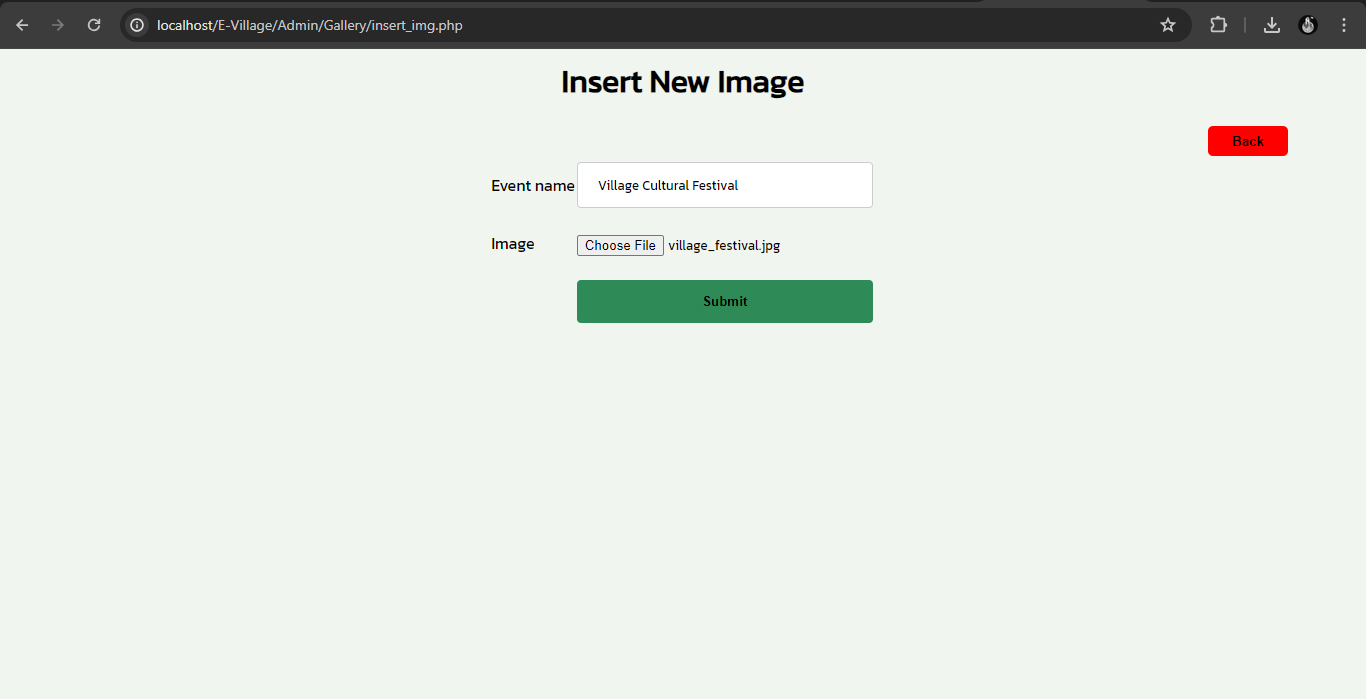 localhost/E-Village/Admin/Gallery/insert_img.php
Insert New Image
Back
Event name Village Cultural Festival
Image Choose File village_festival.jpg
Submit